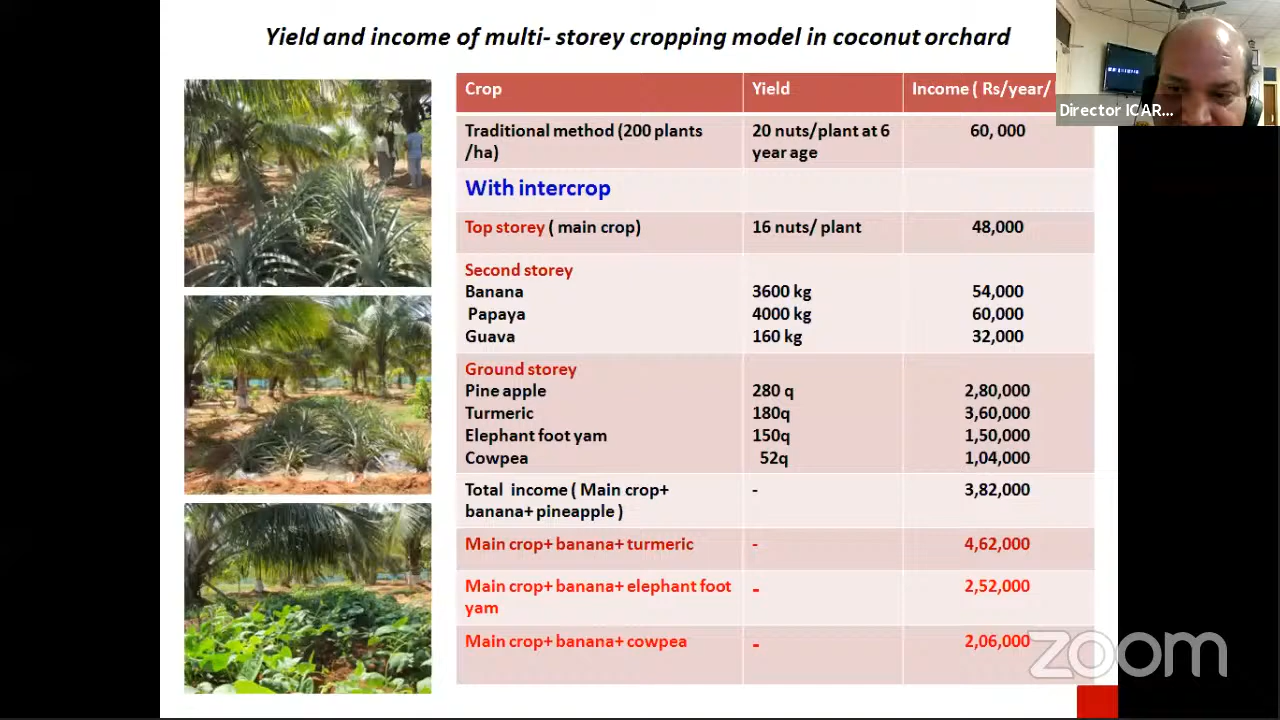 Yield and income of multi- storey cropping model in coconut orchard
Director ICAR...
Crop Yield Income ( Rs/year/
Traditional method (200 plants /ha) 20 nuts/plant at 6 year age 60, 000
With intercrop
Top storey ( main crop) 16 nuts/ plant 48,000
Second storey
Banana 3600 kg 54,000
Papaya 4000 kg 60,000
Guava 160 kg 32,000
Ground storey
Pine apple 280 q 2,80,000
Turmeric 180q 3,60,000
Elephant foot yam 150q 1,50,000
Cowpea 52q 1,04,000
Total income ( Main crop+ banana+ pineapple ) - 3,82,000
Main crop+ banana+ turmeric - 4,62,000
Main crop+ banana+ elephant foot yam - 2,52,000
Main crop+ banana+ cowpea - 2,06,000
zoom